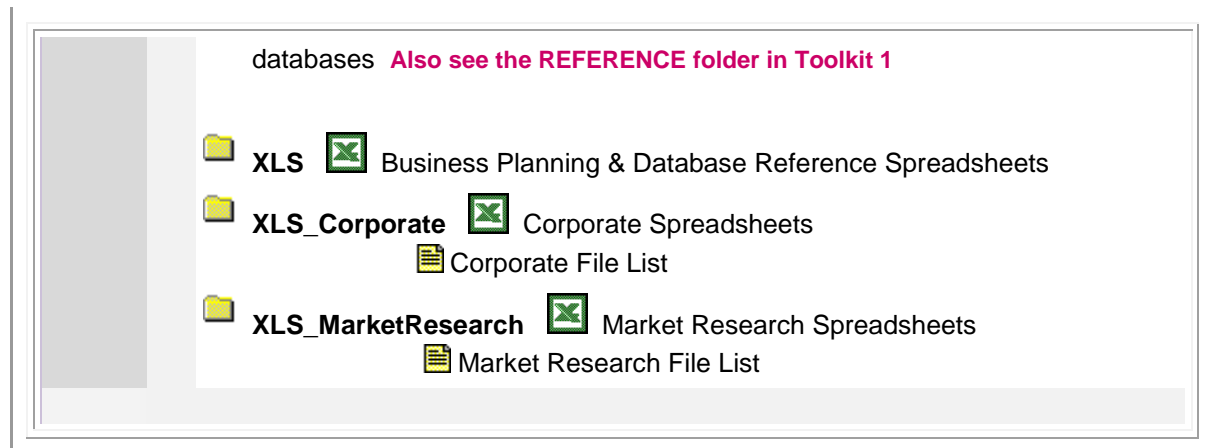 databases Also see the REFERENCE folder in Toolkit 1
XLS Business Planning & Database Reference Spreadsheets
XLS_Corporate Corporate Spreadsheets
Corporate File List
XLS_MarketResearch Market Research Spreadsheets
Market Research File List